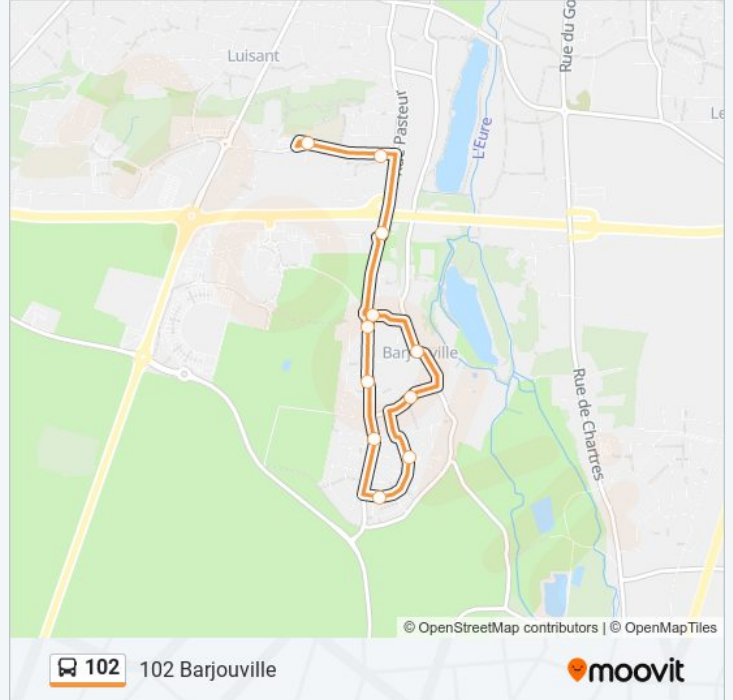 Luisant
Rue du Go
Le
Rue Pasteur
L'Eure
Barjouville
Rue de Chartres
© OpenStreetMap contributors | © OpenMapTiles
102 102 Barjouville moovit